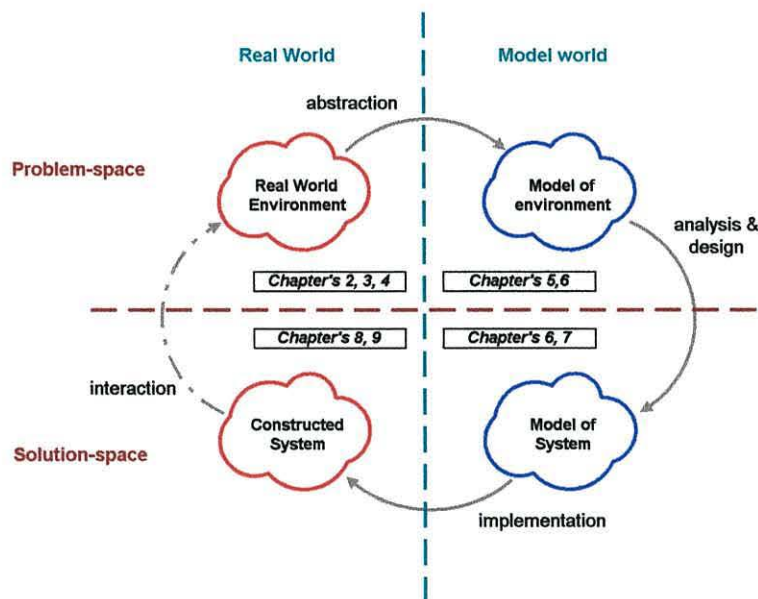 Real World
Model world
abstraction
Problem-space
Real World
Environment
Model of
environment
analysis &
design
Chapter's 2, 3, 4
Chapter's 5,6
Chapter's 8, 9
Chapter's 6, 7
interaction
Constructed
System
Model of
System
Solution-space
implementation